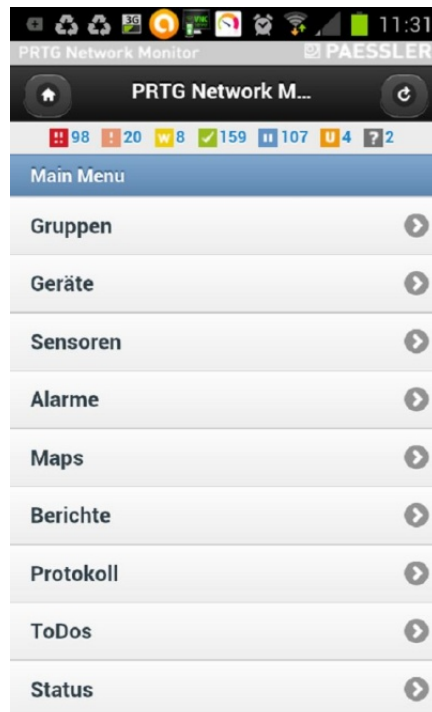 3G 11:31
PRTG Network Monitor PAESSLER
PRTG Network M...
!! 98 ! 20 W 8 159 107 U 4 ? 2
Main Menu
Gruppen
Geräte
Sensoren
Alarme
Maps
Berichte
Protokoll
ToDos
Status